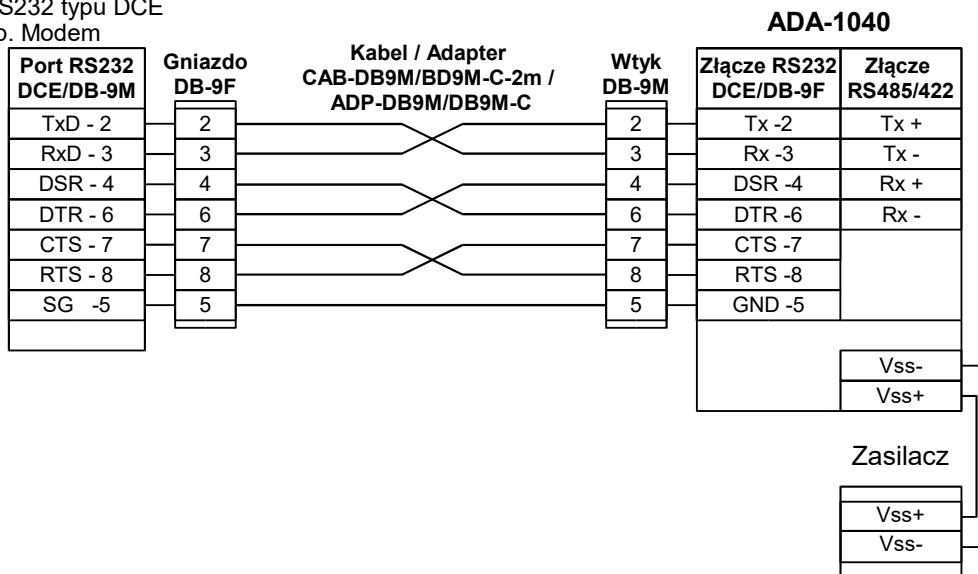 S232 typu DCE
p. Modem
ADA-1040
Port RS232
DCE/DB-9M
Gniazdo
DB-9F
Kabel / Adapter
CAB-DB9M/BD9M-C-2m /
ADP-DB9M/DB9M-C
Wtyk
DB-9M
Złącze RS232
DCE/DB-9F
Złącze
RS485/422
TxD - 2 2 2 Tx -2 Tx +
RxD - 3 3 3 Rx -3 Tx -
DSR - 4 4 4 DSR -4 Rx +
DTR - 6 6 6 DTR -6 Rx -
CTS - 7 7 7 CTS -7
RTS - 8 8 8 RTS -8
SG -5 5 5 GND -5
Vss-
Vss+
Zasilacz
Vss+
Vss-